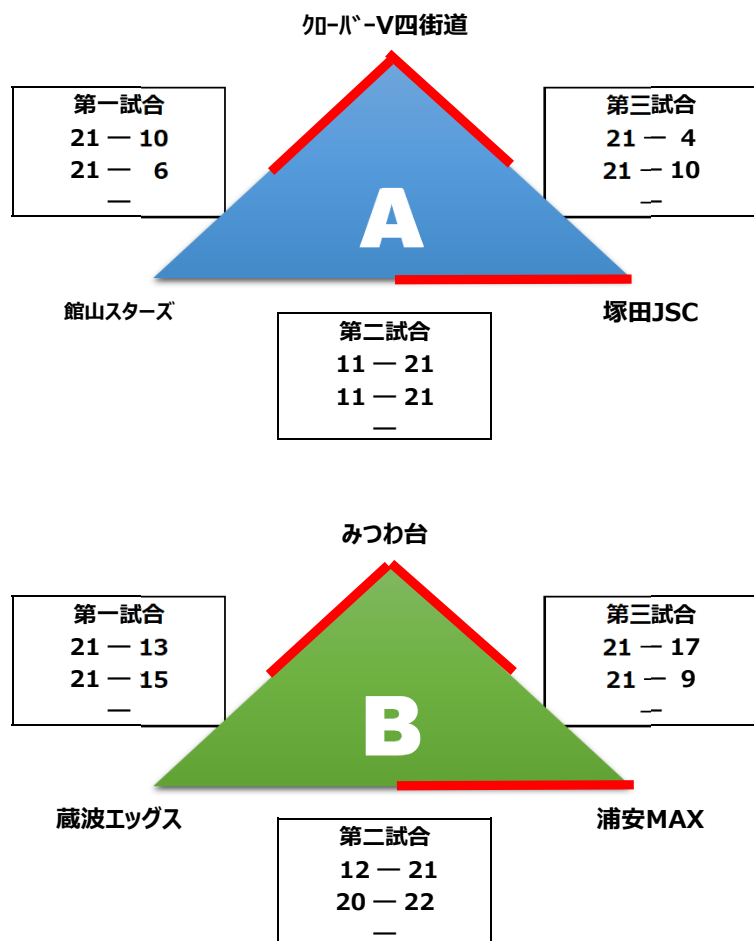 ｸﾛｰﾊﾞｰV四街道
第一試合
21 ― 10
21 ― 6
―
第三試合
21 ― 4
21 ― 10
―
A
館山スターズ
塚田JSC
第二試合
11 ― 21
11 ― 21
―
みつわ台
第一試合
21 ― 13
21 ― 15
―
第三試合
21 ― 17
21 ― 9
―
B
蔵波エッグス
浦安MAX
第二試合
12 ― 21
20 ― 22
―